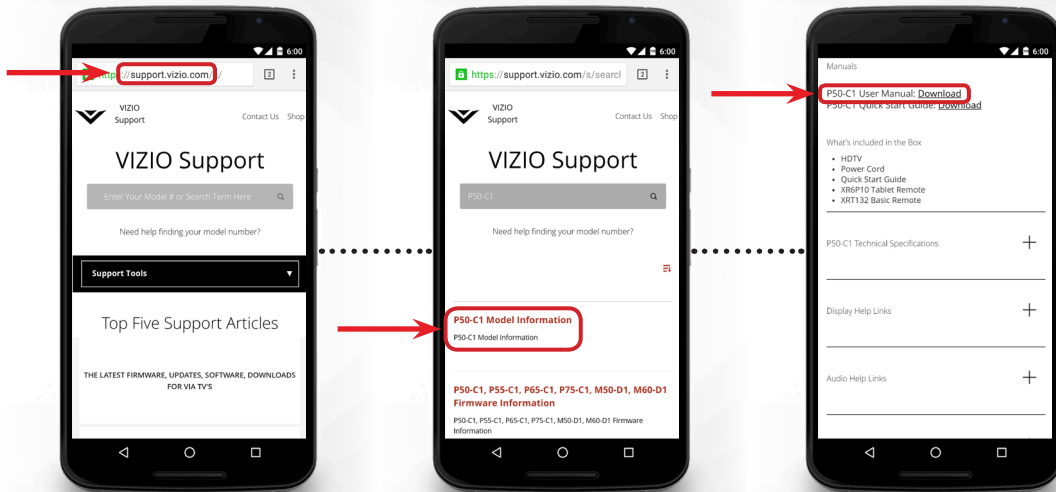 6:00
https://support.vizio.com/s/
2
VIZIO
Support
Contact Us Shop
VIZIO Support
Enter Your Model # or Search Term Here
Need help finding your model number?
Support Tools
Top Five Support Articles
THE LATEST FIRMWARE, UPDATES, SOFTWARE, DOWNLOADS
FOR VIA TV'S
6:00
https://support.vizio.com/s/searcl
2
VIZIO
Support
Contact Us Shop
VIZIO Support
P50-C1
Need help finding your model number?
P50-C1 Model Information
P50-C1 Model Information
P50-C1, P55-C1, P65-C1, P75-C1, M50-D1, M60-D1
Firmware Information
P50-C1, P55-C1, P65-C1, P75-C1, M50-D1, M60-D1 Firmware
Information
6:00
Manuals
P50-C1 User Manual: Download
P50-C1 Quick Start Guide: Download
What's included in the Box
• HDTV
• Power Cord
• Quick Start Guide
• XR6P10 Tablet Remote
• XRT132 Basic Remote
P50-C1 Technical Specifications
Display Help Links
Audio Help Links